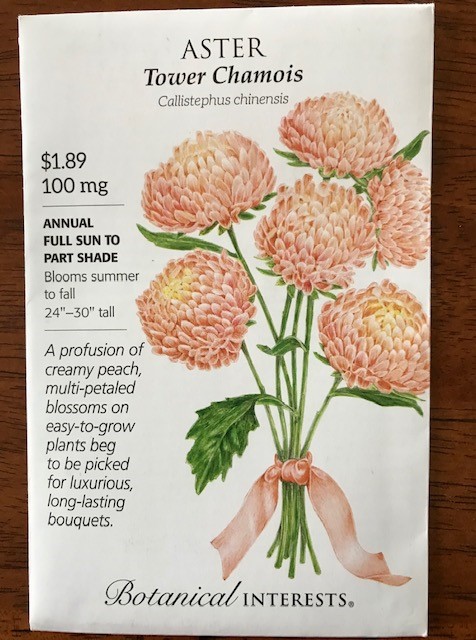 ASTER
Tower Chamois
Callistephus chinensis
$1.89
100 mg
ANNUAL
FULL SUN TO
PART SHADE
Blooms summer
to fall
24"–30" tall
A profusion of
creamy peach,
multi-petaled
blossoms on
easy-to-grow
plants beg
to be picked
for luxurious,
long-lasting
bouquets.
Botanical INTERESTS®